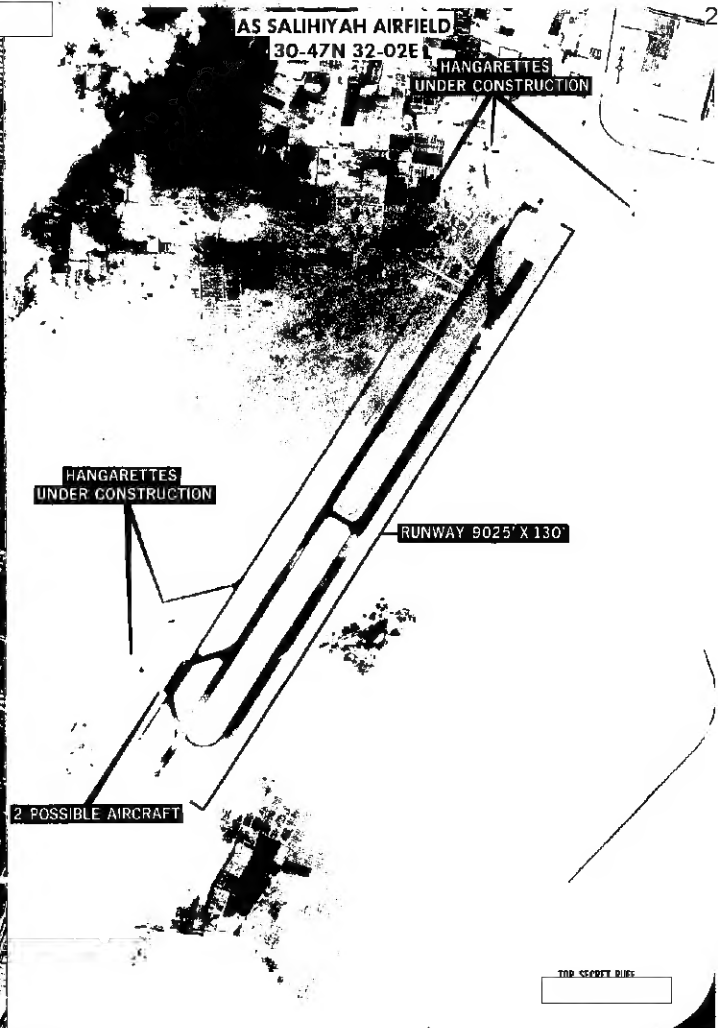 2
AS SALIHIYAH AIRFIELD
30-47N 32-02E
HANGARETTES
UNDER CONSTRUCTION
HANGARETTES
UNDER CONSTRUCTION
RUNWAY 9025' X 130'
2 POSSIBLE AIRCRAFT
TOP SECRET RUFF